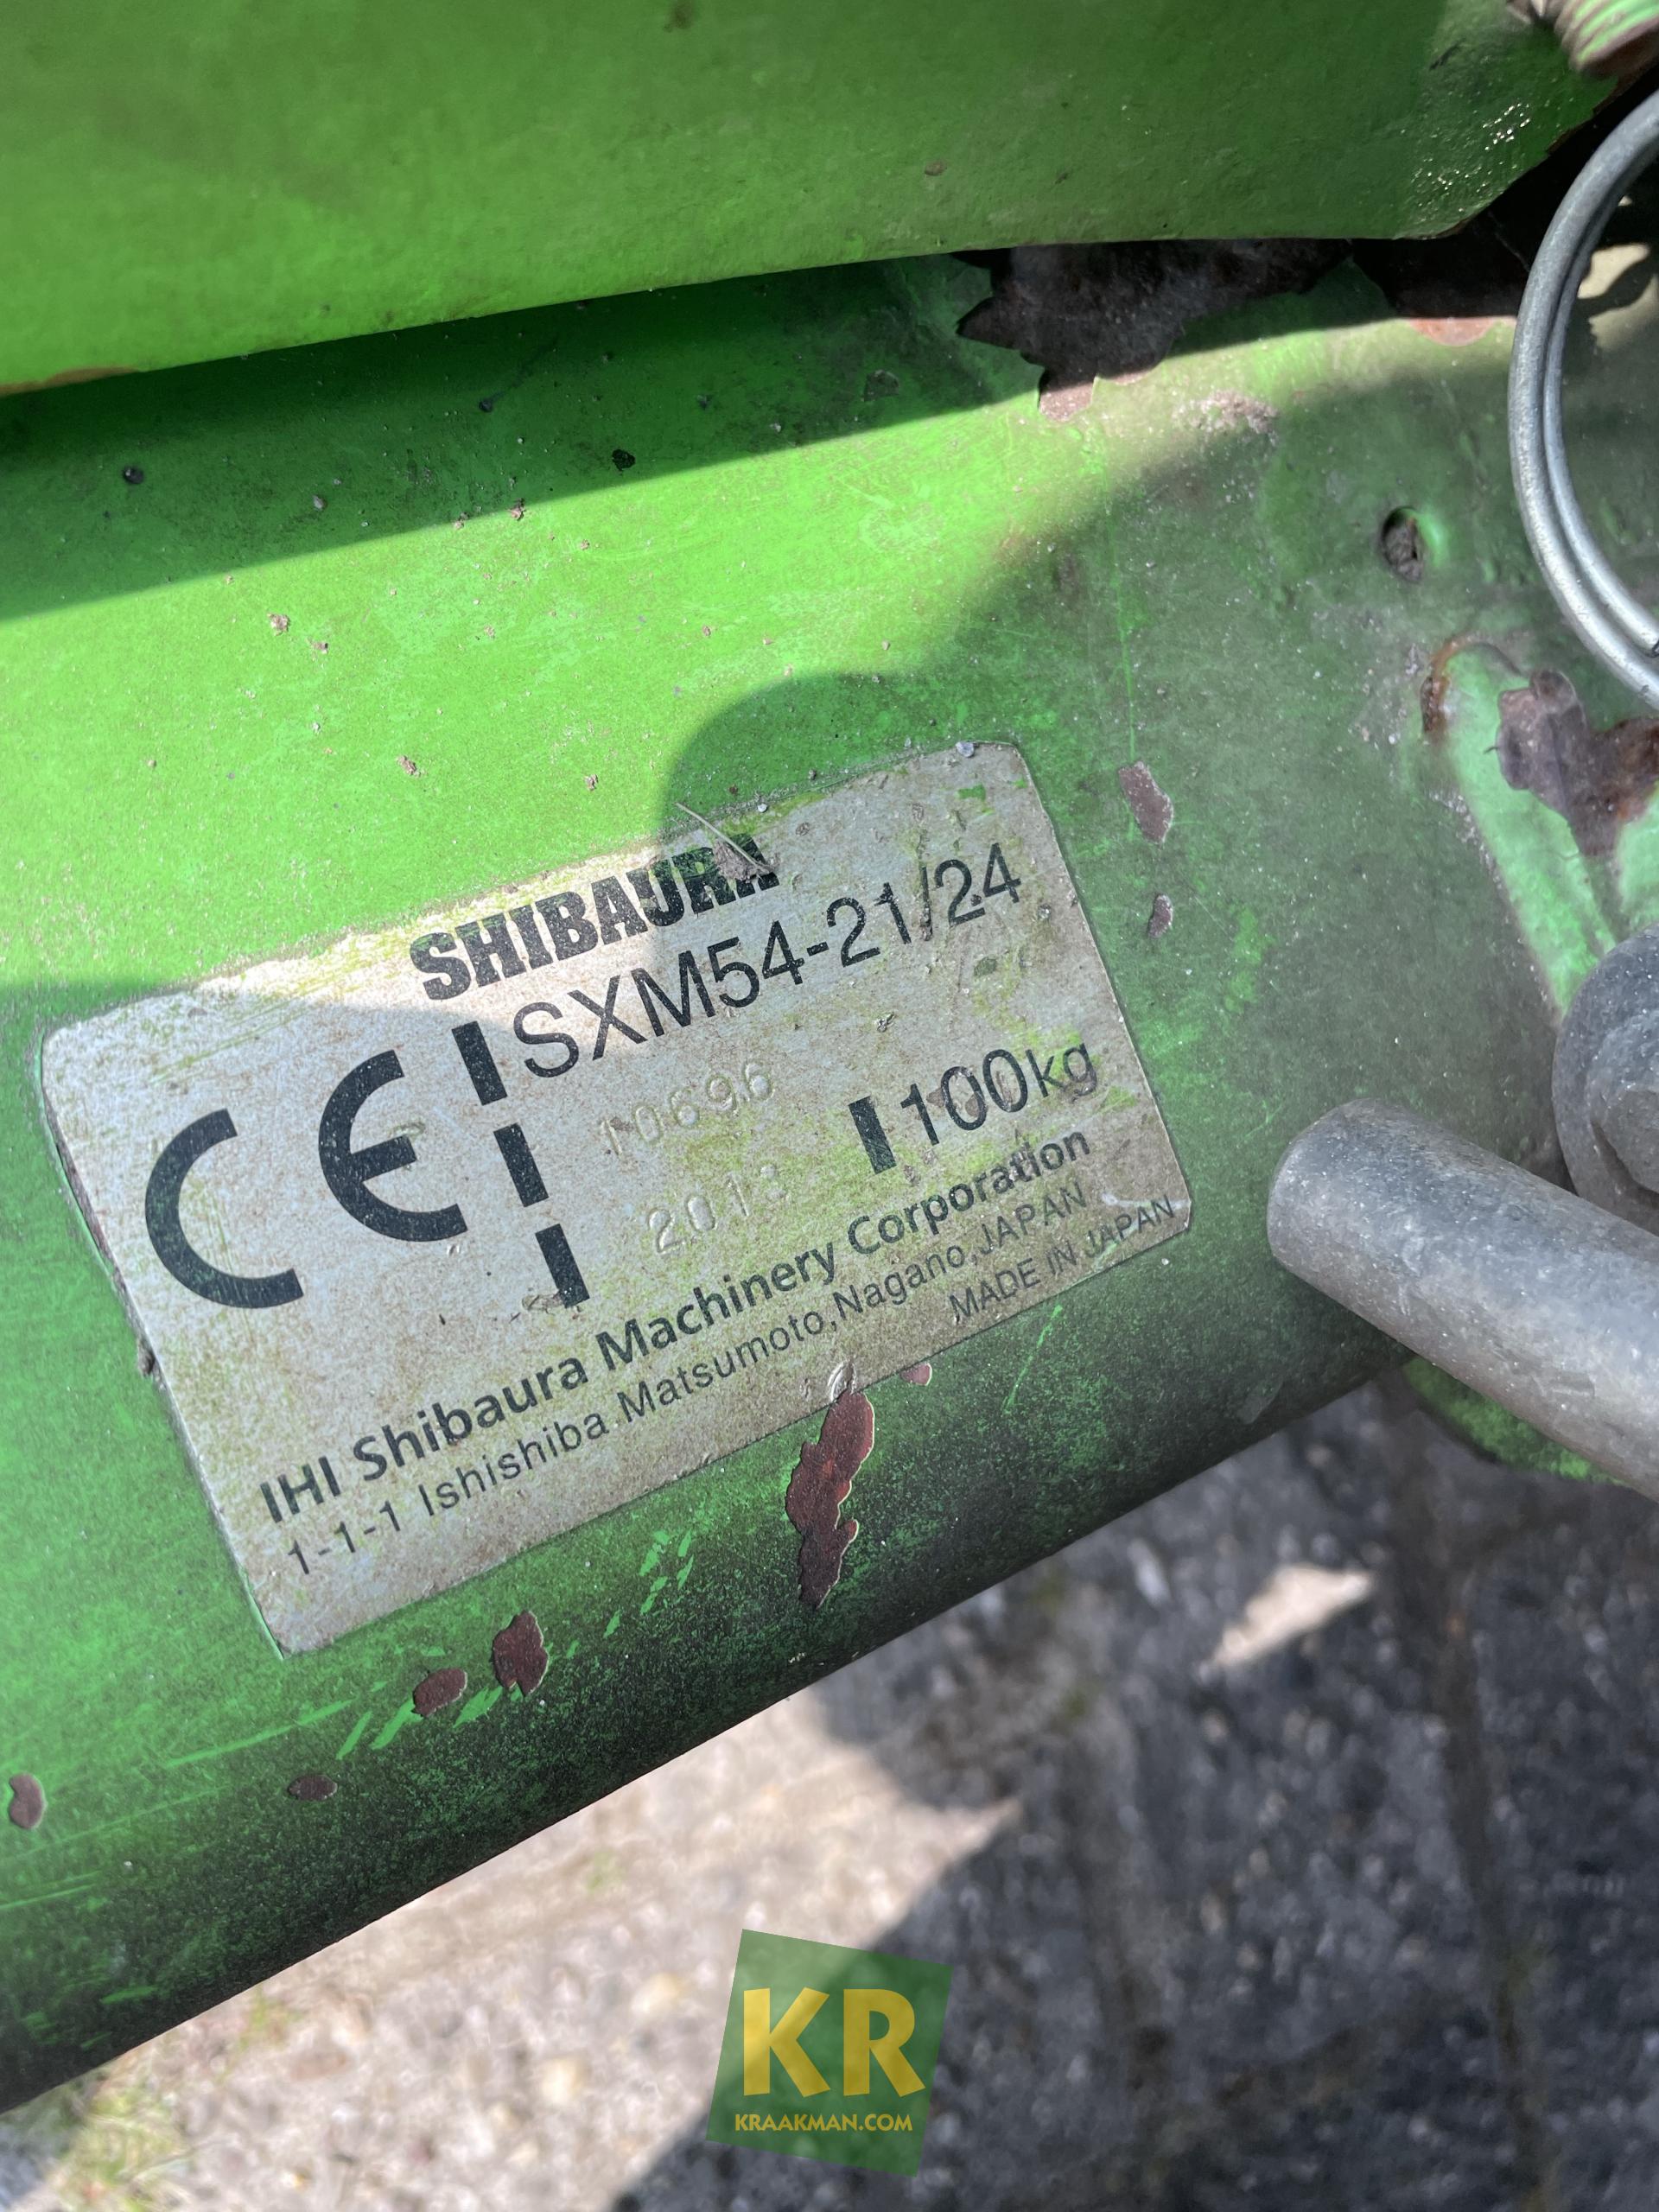 SHIBAURA
SXM54-21/24
CE
10696
100kg
IHI Shibaura Machinery Corporation
1-1-1 Ishishiba Matsumoto,Nagano,JAPAN
MADE IN JAPAN
KR
KRAAKMAN.COM